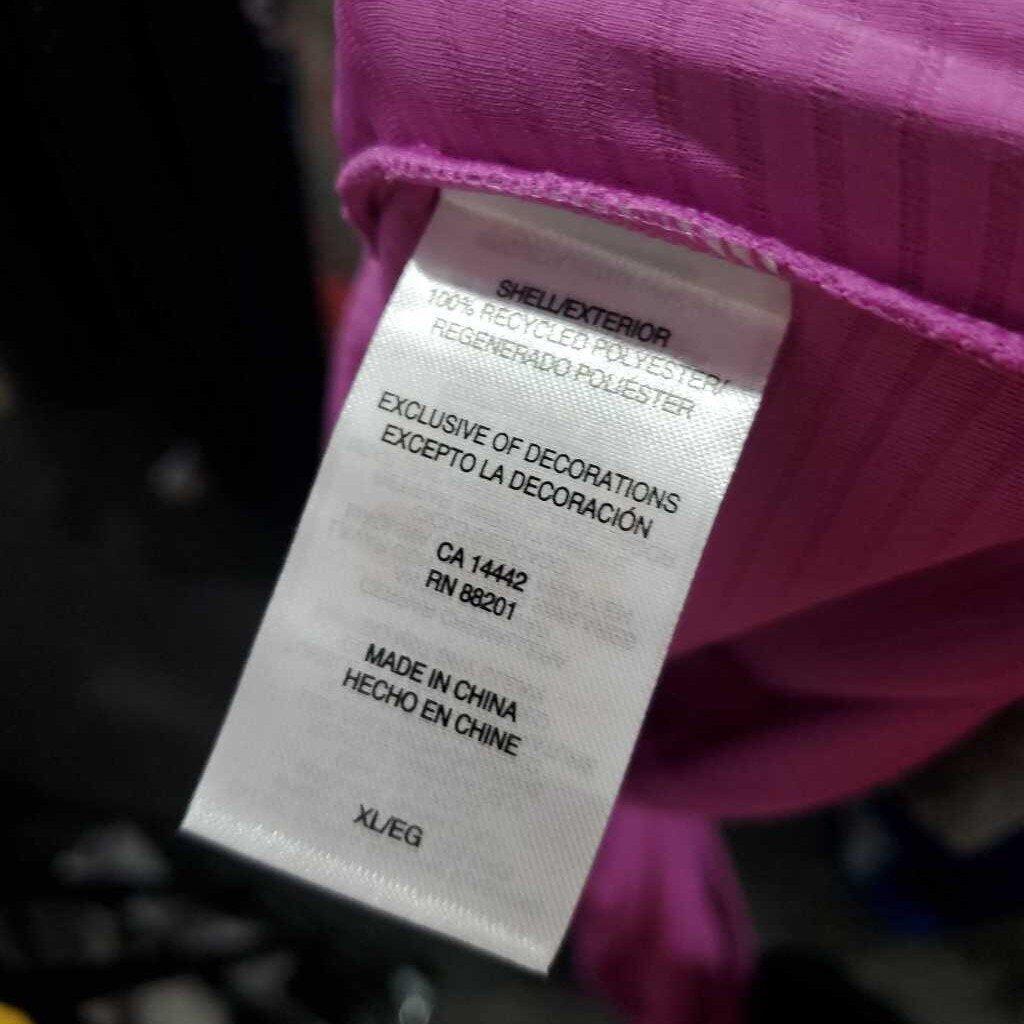 SHELL/EXTERIOR
100% RECYCLED POLYESTER/
REGENERADO POLIÉSTER
EXCLUSIVE OF DECORATIONS
EXCEPTO LA DECORACIÓN
CA 14442
RN 88201
MADE IN CHINA
HECHO EN CHINE
XL/EG